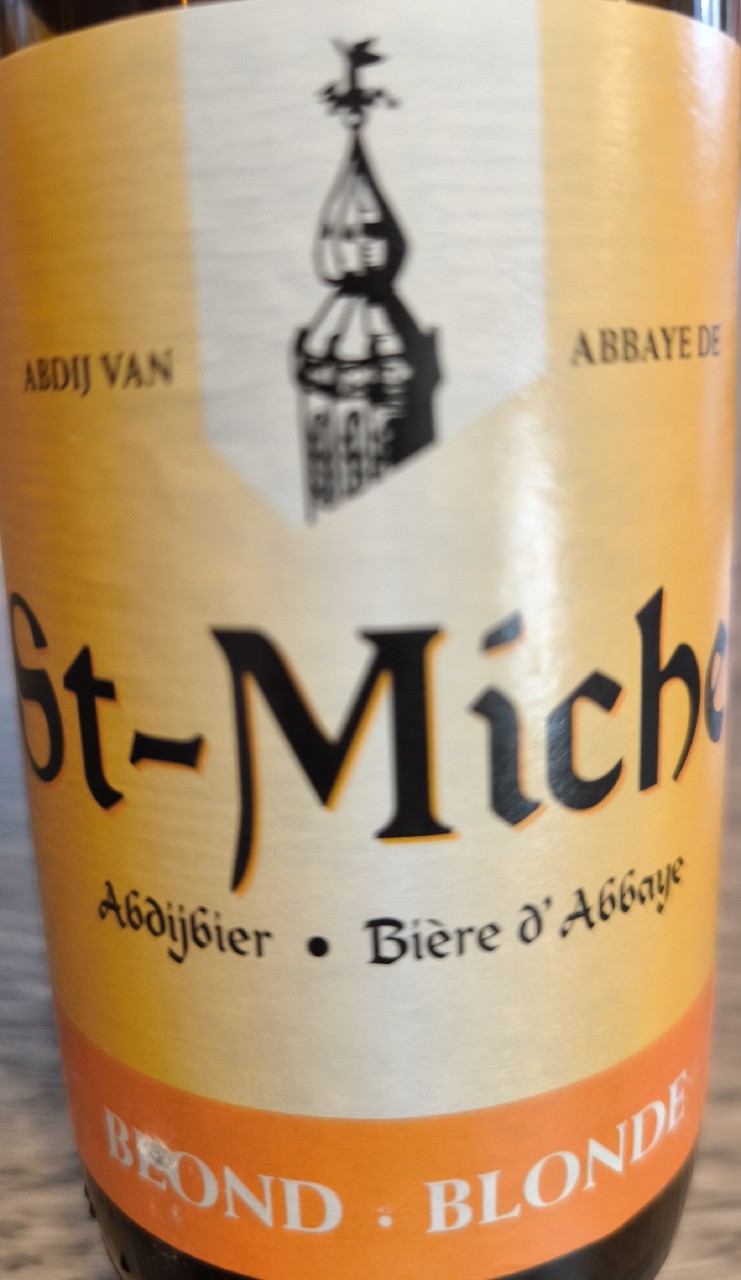 ABDIJ VAN
ABBAYE DE
St-Miche
Abdijbier • Bière d'Abbaye
BLOND · BLONDE